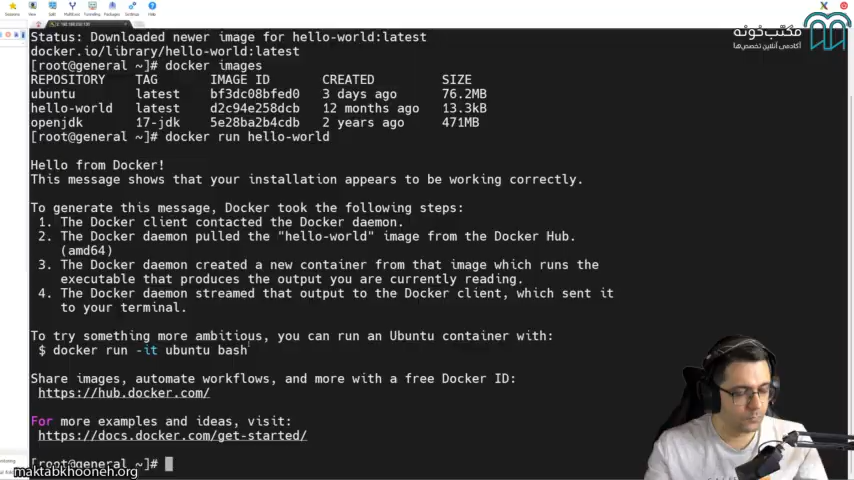 Sessions View Split MultiExec Tunneling Packages Settings Help
مکتب‌خونه
آکادمی آنلاین تخصص‌ها
Status: Downloaded newer image for hello-world:latest
docker.io/library/hello-world:latest
[root@general ~]# docker images
REPOSITORY TAG IMAGE ID CREATED SIZE
ubuntu latest bf3dc08bfed0 3 days ago 76.2MB
hello-world latest d2c94e258dcb 12 months ago 13.3kB
openjdk 17-jdk 5e28ba2b4cdb 2 years ago 471MB
[root@general ~]# docker run hello-world
Hello from Docker!
This message shows that your installation appears to be working correctly.
To generate this message, Docker took the following steps:
1. The Docker client contacted the Docker daemon.
2. The Docker daemon pulled the "hello-world" image from the Docker Hub.
(amd64)
3. The Docker daemon created a new container from that image which runs the
executable that produces the output you are currently reading.
4. The Docker daemon streamed that output to the Docker client, which sent it
to your terminal.
To try something more ambitious, you can run an Ubuntu container with:
$ docker run -it ubuntu bash
Share images, automate workflows, and more with a free Docker ID:
https://hub.docker.com/
For more examples and ideas, visit:
https://docs.docker.com/get-started/
[root@general ~]#
maktabkhooneh.org